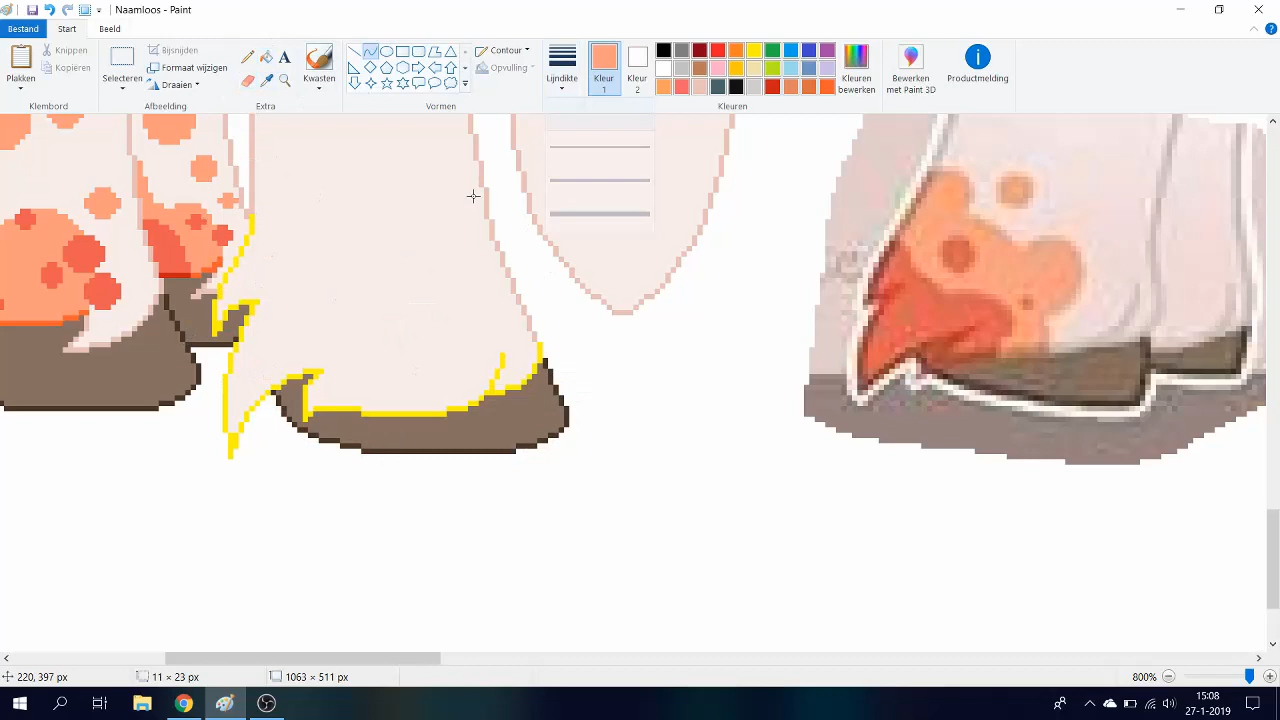 Naamloos - Paint
Bestand Start Beeld
Plakken
Knippen
Kopiëren
Klembord
Selecteren
Bijsnijden
Formaat wijzigen
Draaien
Afbeelding
Extra
Kwasten
Contour
Opvulling
Vormen
Lijndikte
Kleur 1
Kleur 2
Kleuren
Kleuren bewerken
Bewerken met Paint 3D
Productmelding
220, 397 px
11 × 23 px
1063 × 511 px
800%
15:08
27-1-2019